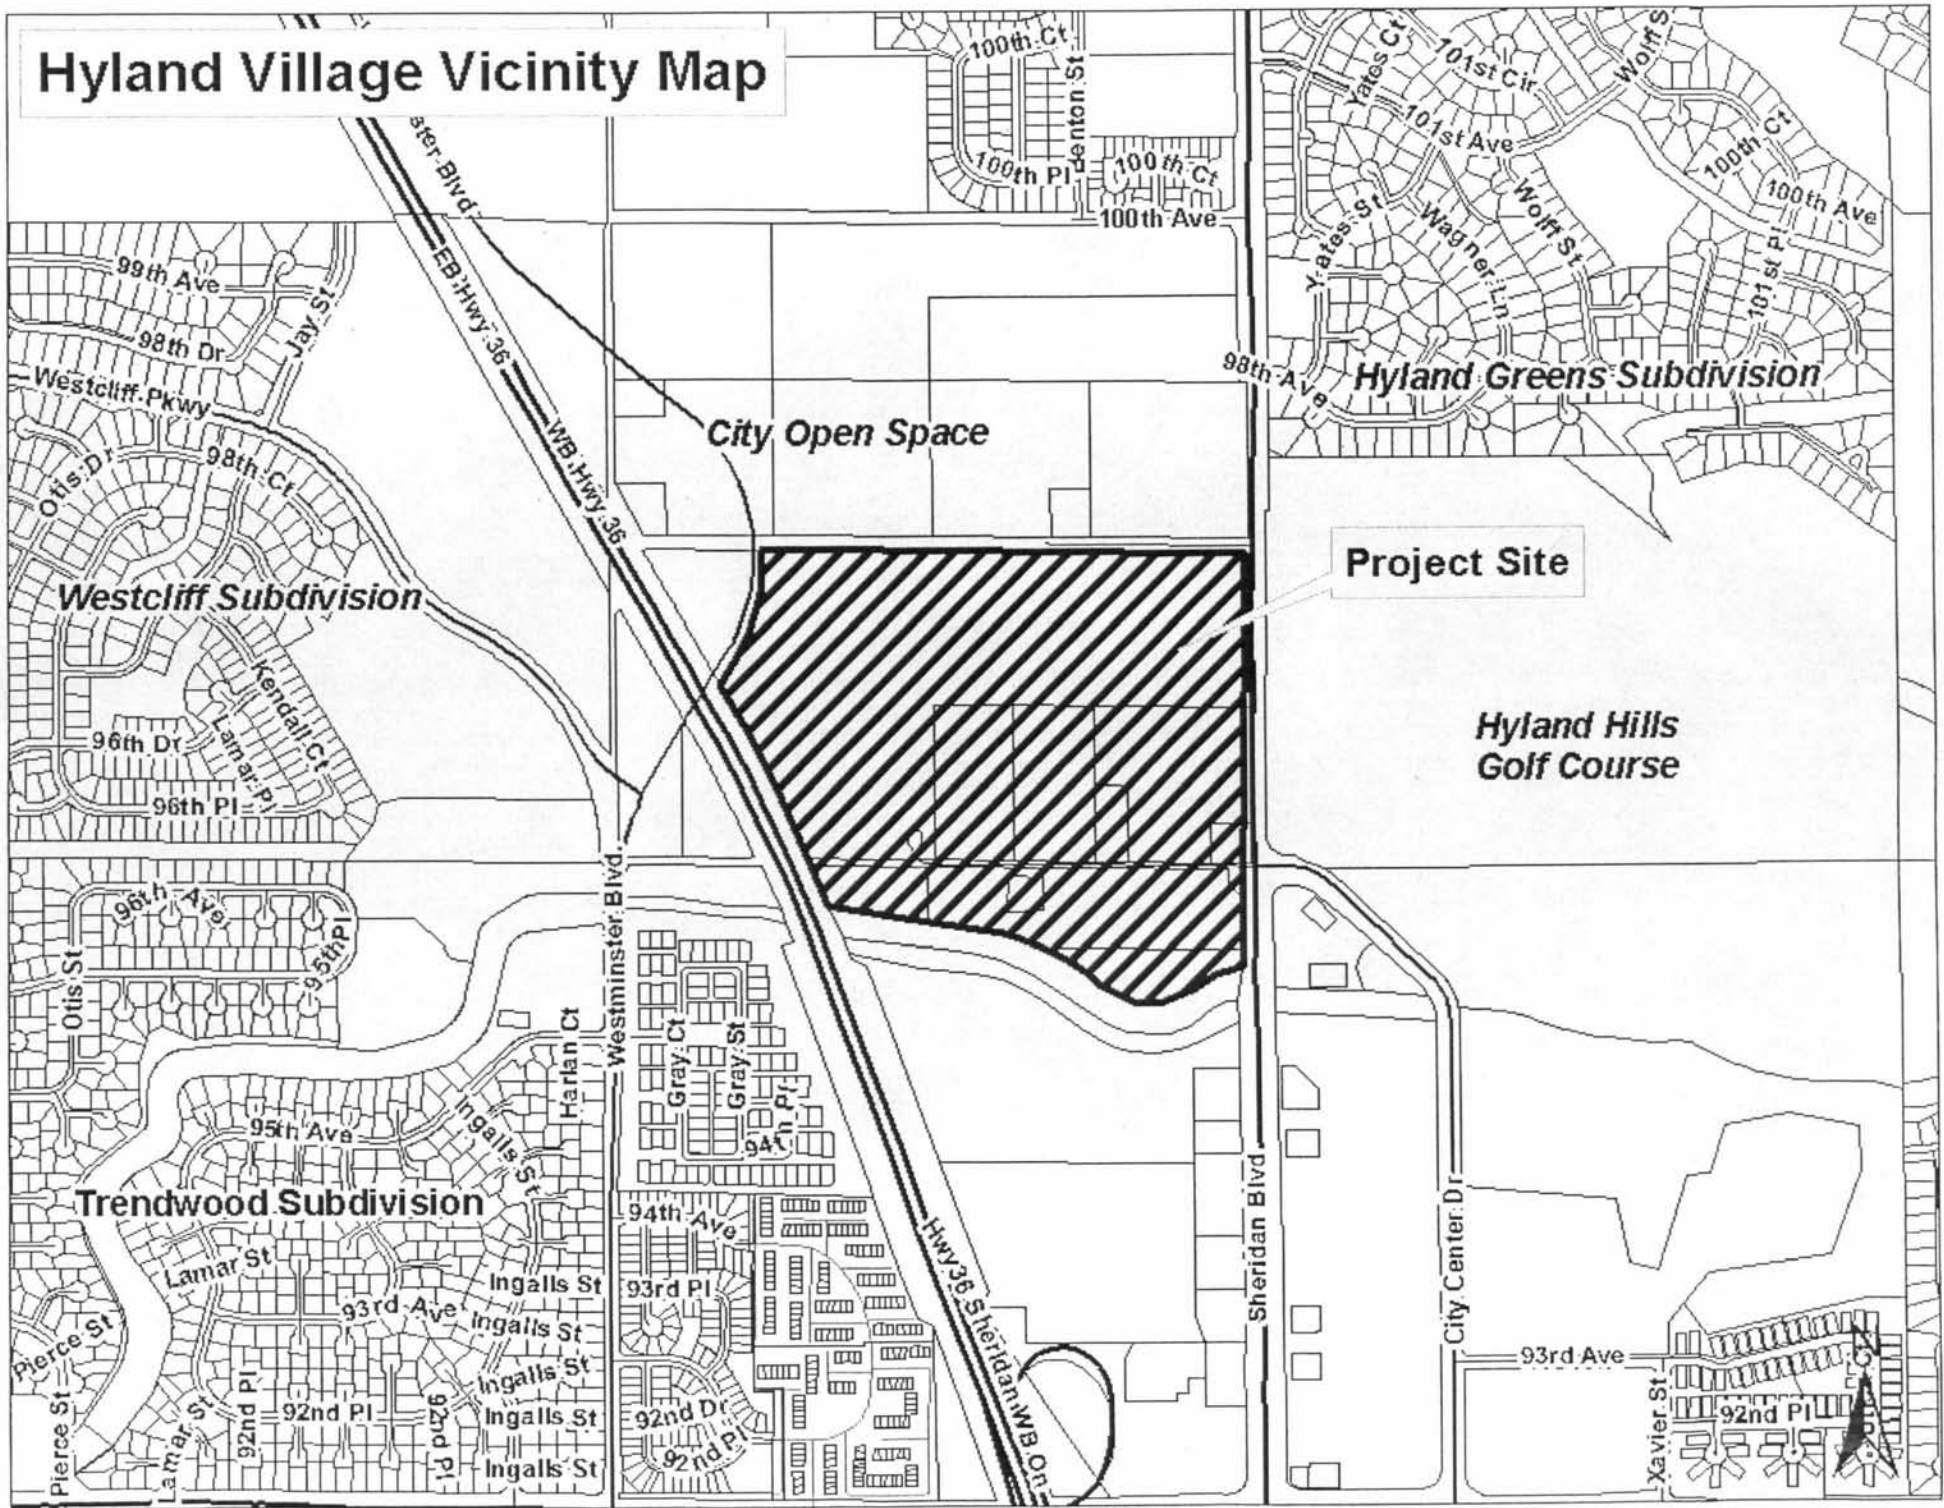 Hyland Village Vicinity Map
100th Ct
Yates Ct
101st Cir
Wolff S
denton St
ster Blvd
101st Ave
100th Ct
100th Pl
100th Ct
100th Ave
100th Ave
Yates St
Wagner Ln
Wolff St
101st Pl
99th Ave
EB Hwy 36
Jay St
98th Dr
98th Ave
Hyland Greens Subdivision
Westcliff Pkwy
WB Hwy 36
City Open Space
Otis Dr
98th Ct
Project Site
Westcliff Subdivision
Kendall Ct
Lamar Pl
96th Dr
96th Pl
Hyland Hills
Golf Course
96th Ave
95th Pl
Otis St
Westminster Blvd.
Harlan Ct
Gray Ct
Gray St
94th Pl
95th Ave
Ingalls St
Trendwood Subdivision
94th Ave
Sheridan Blvd
City Center Dr
Lamar St
Ingalls St
93rd Pl
Hwy36 Sheridan WB On
93rd Ave
Ingalls St
Pierce St
93rd Ave
Ingalls St
Pierce St
Lamar St
92nd Pl
92nd Pl
92nd Pl
Ingalls St
92nd Dr
92nd Pl
Ingalls St
Xavier St
92nd Pl